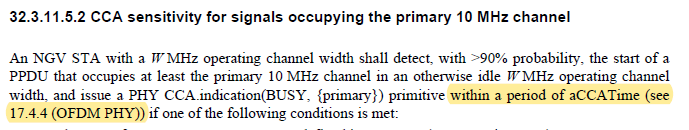 32.3.11.5.2 CCA sensitivity for signals occupying the primary 10 MHz channel
An NGV STA with a W MHz operating channel width shall detect, with >90% probability, the start of a
PPDU that occupies at least the primary 10 MHz channel in an otherwise idle W MHz operating channel
width, and issue a PHY CCA.indication(BUSY, {primary}) primitive within a period of aCCATime (see
17.4.4 (OFDM PHY)) if one of the following conditions is met: